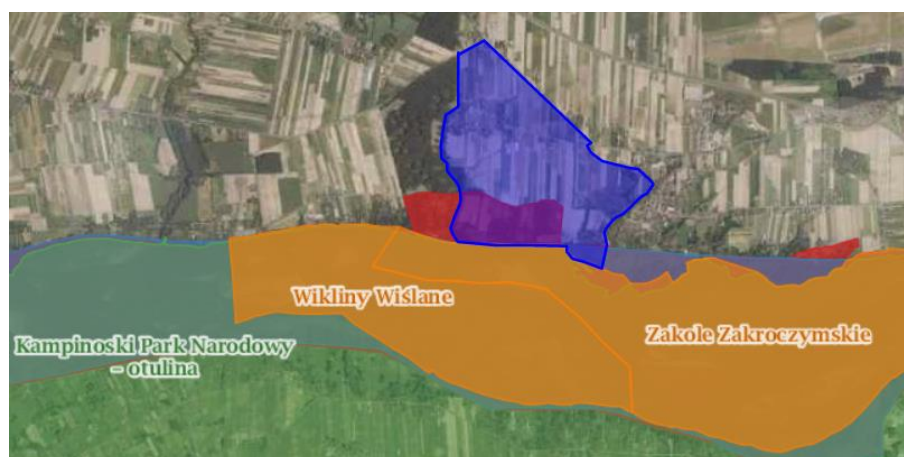 Wikliny Wiślane
Zakole Zakroczymskie
Kampinoski Park Narodowy
- otulina